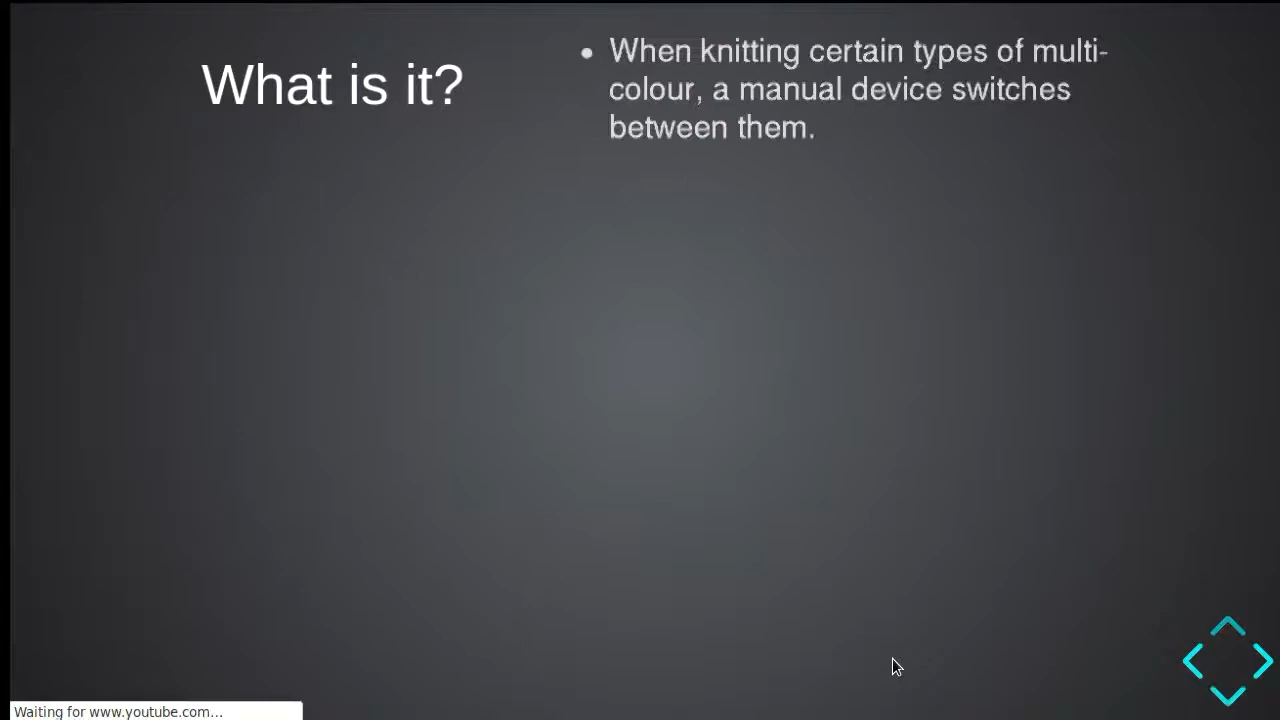 What is it?
• When knitting certain types of multi-
colour, a manual device switches
between them.
Waiting for www.youtube.com...